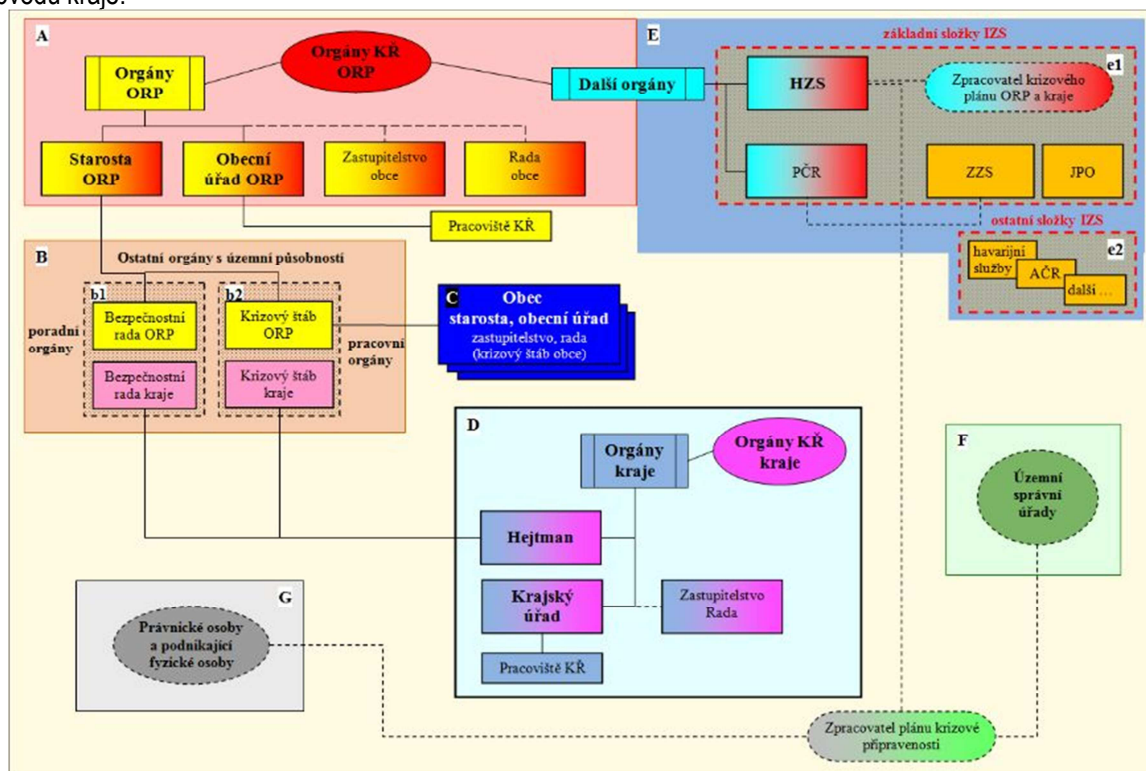 obvodu kraje.
A
Orgány
ORP
Orgány KŘ
ORP
Další orgány
Starosta
ORP
Obecní
úřad ORP
Zastupitelstvo
obce
Rada
obce
Pracoviště KŘ
E
základní složky IZS
HZS
e1
Zpracovatel krizového
plánu ORP a kraje
PČR
ZZS
JPO
ostatní složky IZS
e2
havarijní
služby
AČR
další …
B
Ostatní orgány s územní působností
b1
b2
poradní
orgány
Bezpečnostní
rada ORP
Krizový štáb
ORP
pracovní
orgány
Bezpečnostní
rada kraje
Krizový štáb
kraje
C
Obec
starosta, obecní úřad
zastupitelstvo, rada
(krizový štáb obce)
D
Orgány
kraje
Orgány KŘ
kraje
Hejtman
Krajský
úřad
Zastupitelstvo
Rada
Pracoviště KŘ
F
Územní
správní
úřady
G
Právnické osoby
a podnikající
fyzické osoby
Zpracovatel plánu krizové
připravenosti